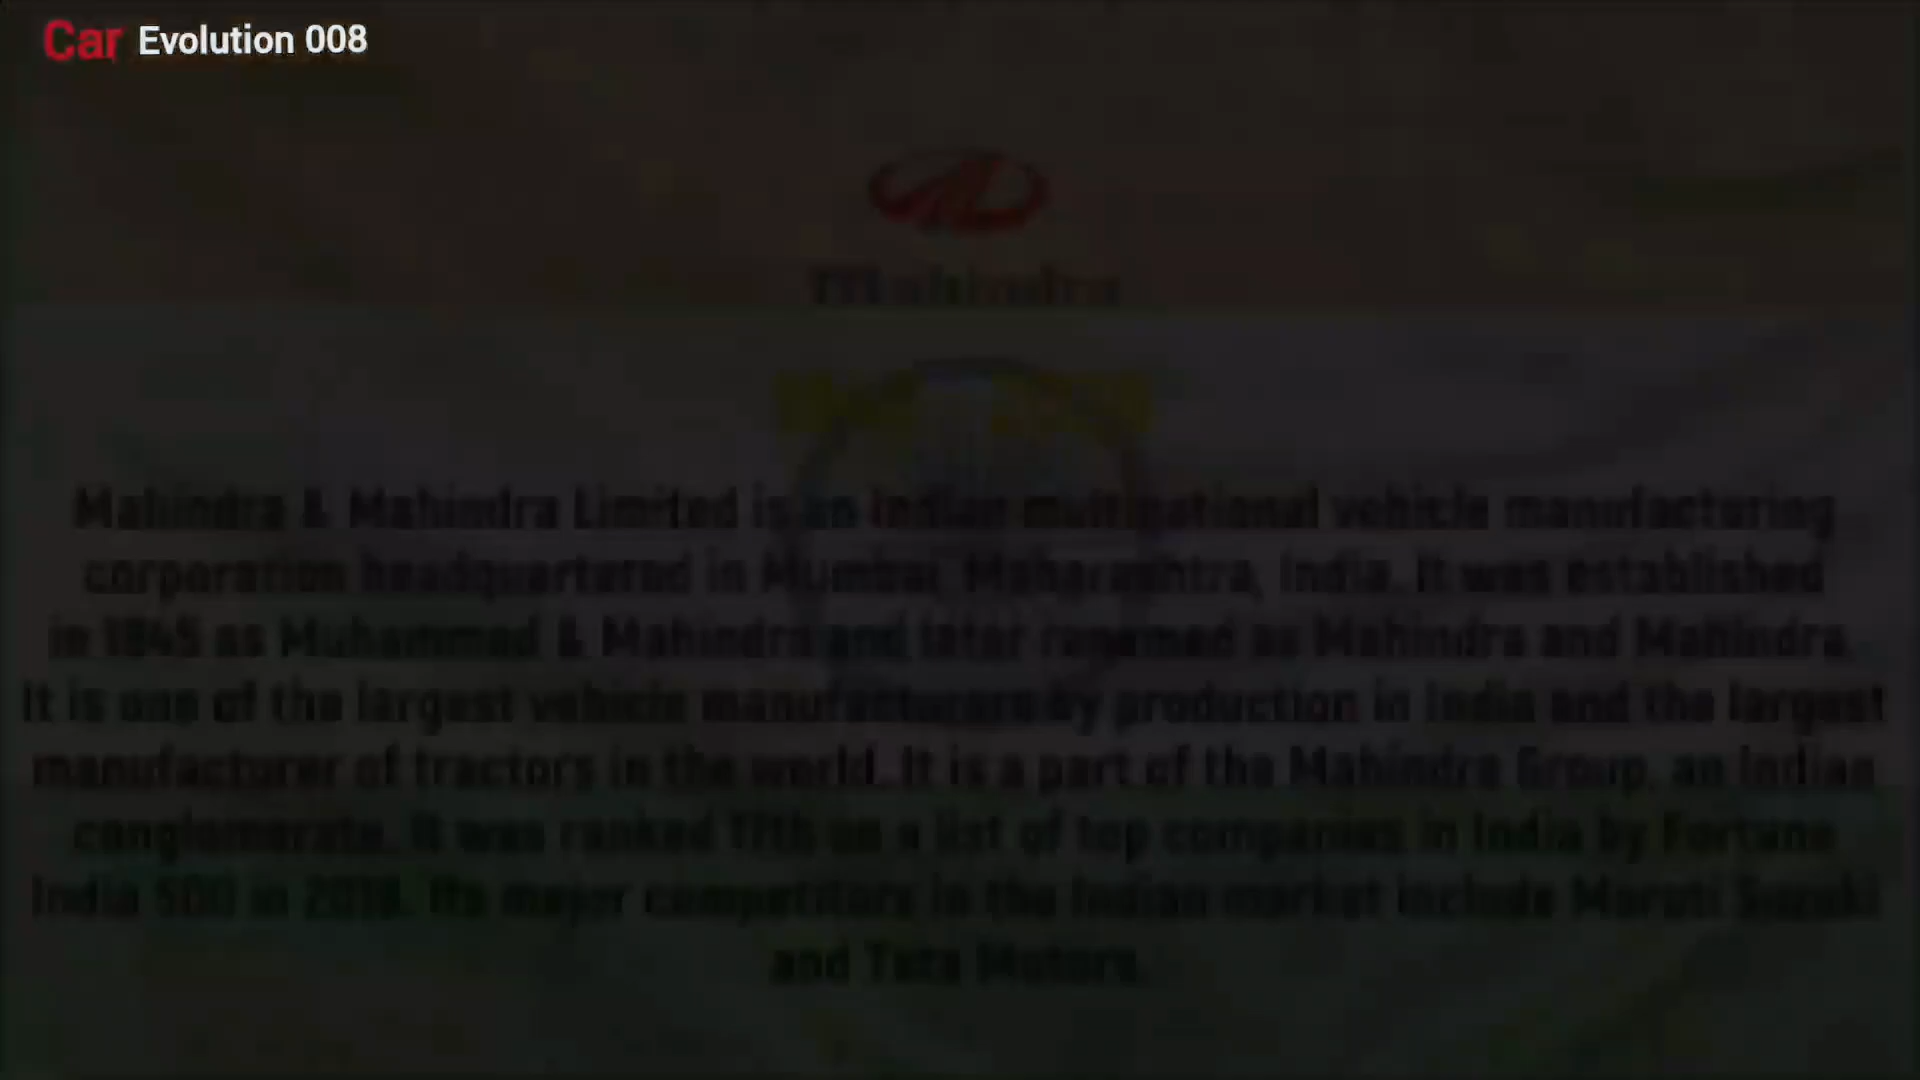 Car Evolution 008
mahindra
Mahindra & Mahindra Limited is an Indian multinational vehicle manufacturing
corporation headquartered in Mumbai, Maharashtra, India. It was established
in 1945 as Muhammad & Mahindra and later renamed as Mahindra and Mahindra.
It is one of the largest vehicle manufacturers by production in India and the largest
manufacturer of tractors in the world. It is a part of the Mahindra Group, an Indian
conglomerate. It was ranked 17th on a list of top companies in India by Fortune
India 500 in 2018. Its major competitors in the Indian market include Maruti Suzuki
and Tata Motors.